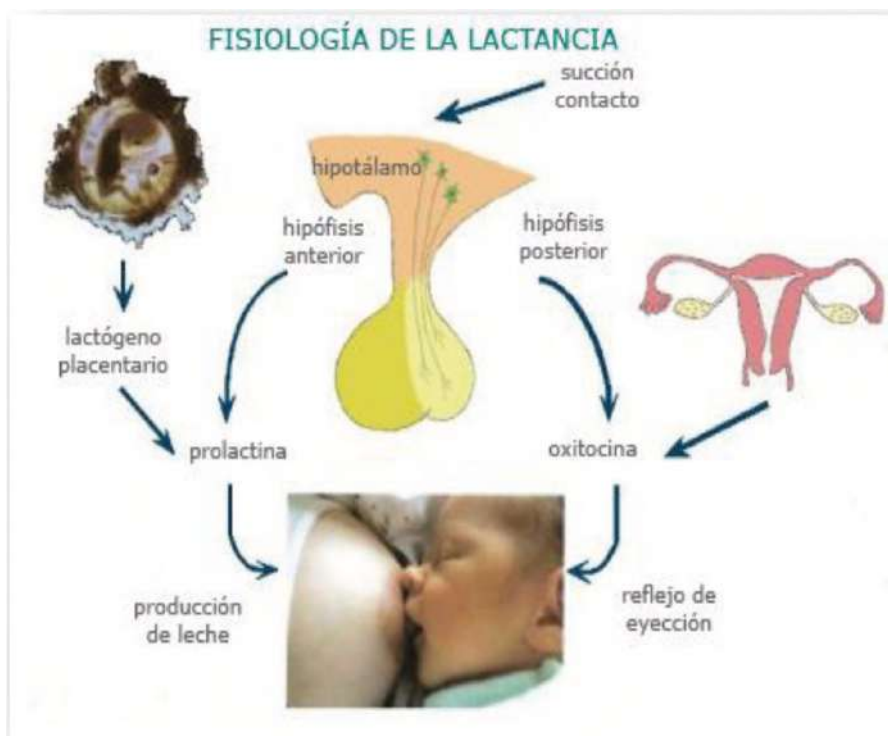 FISIOLOGÍA DE LA LACTANCIA
succión
contacto
hipotálamo
hipófisis
anterior
hipófisis
posterior
lactógeno
placentario
prolactina
oxitocina
producción
de leche
reflejo de
eyección